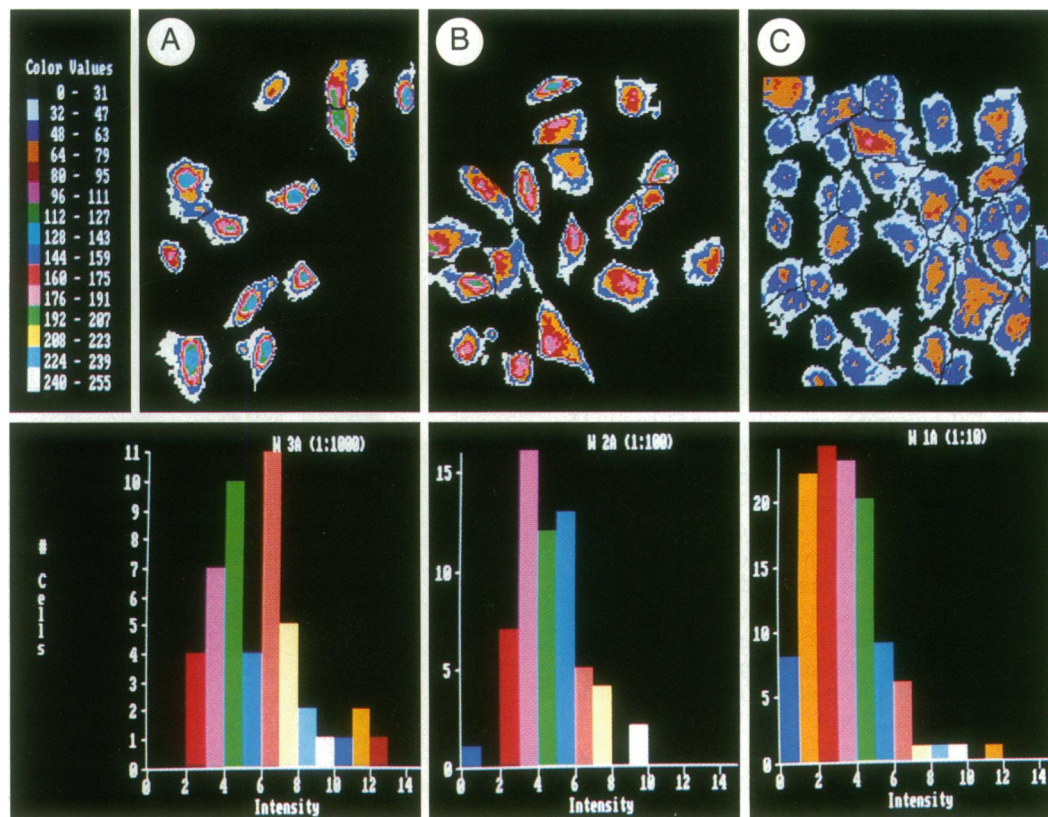 A
B
C
Color Values
0 - 31
32 - 47
48 - 63
64 - 79
80 - 95
96 - 111
112 - 127
128 - 143
144 - 159
160 - 175
176 - 191
192 - 207
208 - 223
224 - 239
240 - 255
W 3A (1:1000)
11
10
9
8
7
6
5
4
3
2
1
0
# Cells
0 2 4 6 8 10 12 14
Intensity
W 2A (1:100)
15
10
5
0
0 2 4 6 8 10 12 14
Intensity
W 1A (1:10)
20
15
10
5
0
0 2 4 6 8 10 12 14
Intensity